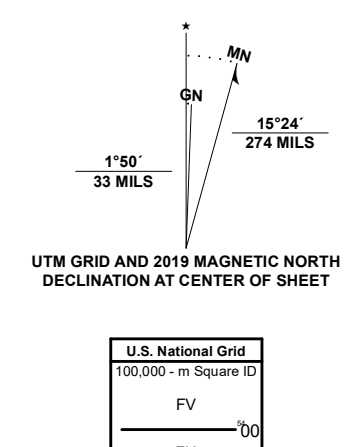 ★
MN
GN
15°24´
274 MILS
1°50´
33 MILS
UTM GRID AND 2019 MAGNETIC NORTH
DECLINATION AT CENTER OF SHEET
U.S. National Grid
100,000 - m Square ID
FV
00